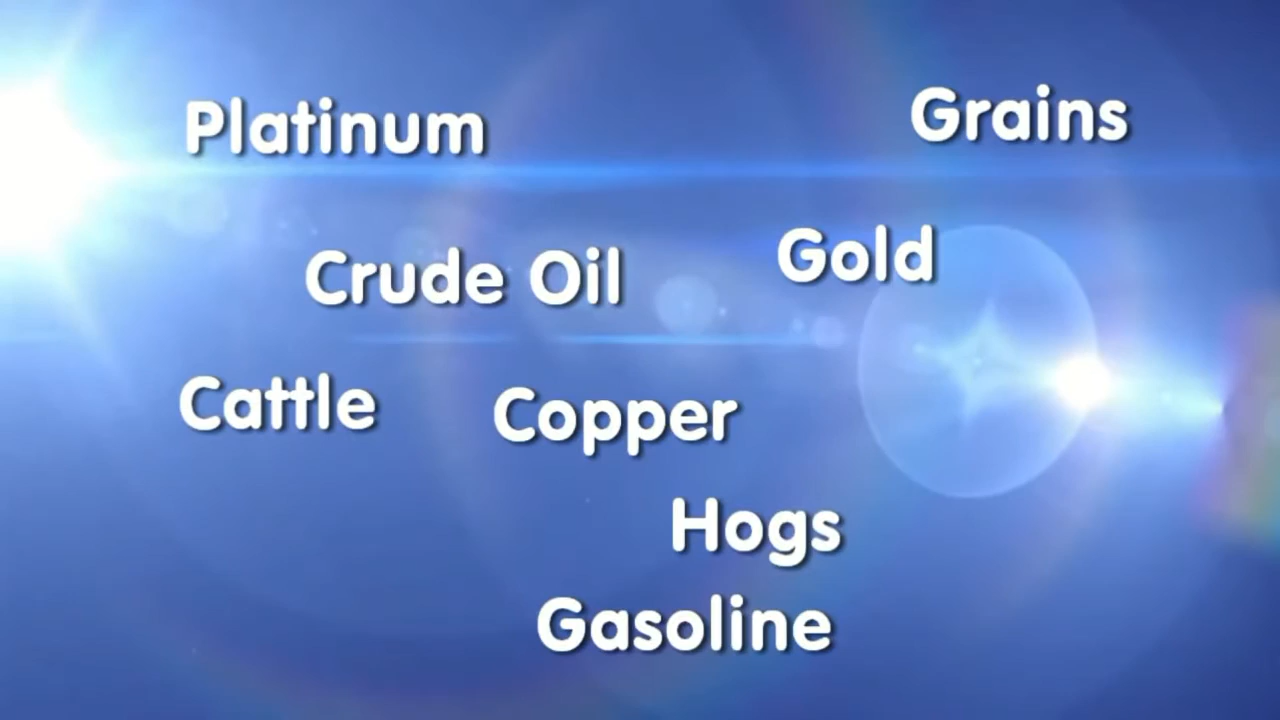 Platinum
Grains
Crude Oil
Gold
Cattle
Copper
Hogs
Gasoline